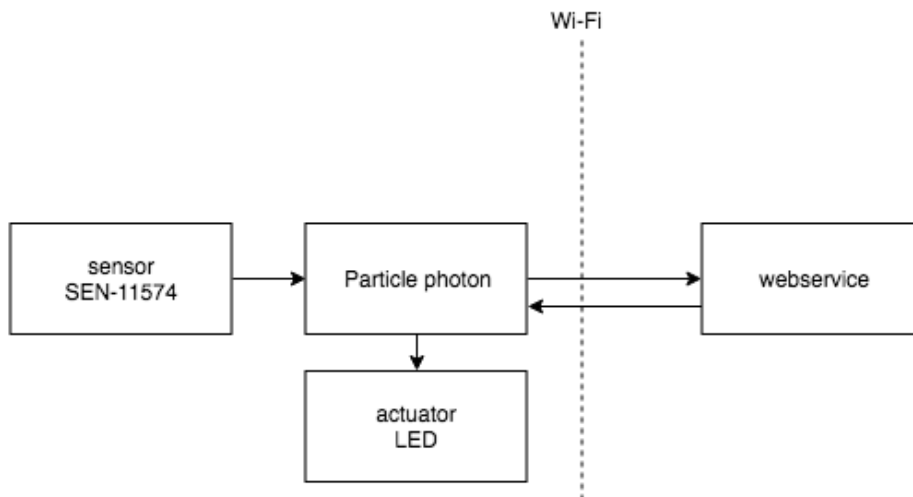 Wi-Fi
sensor
SEN-11574
Particle photon
webservice
actuator
LED